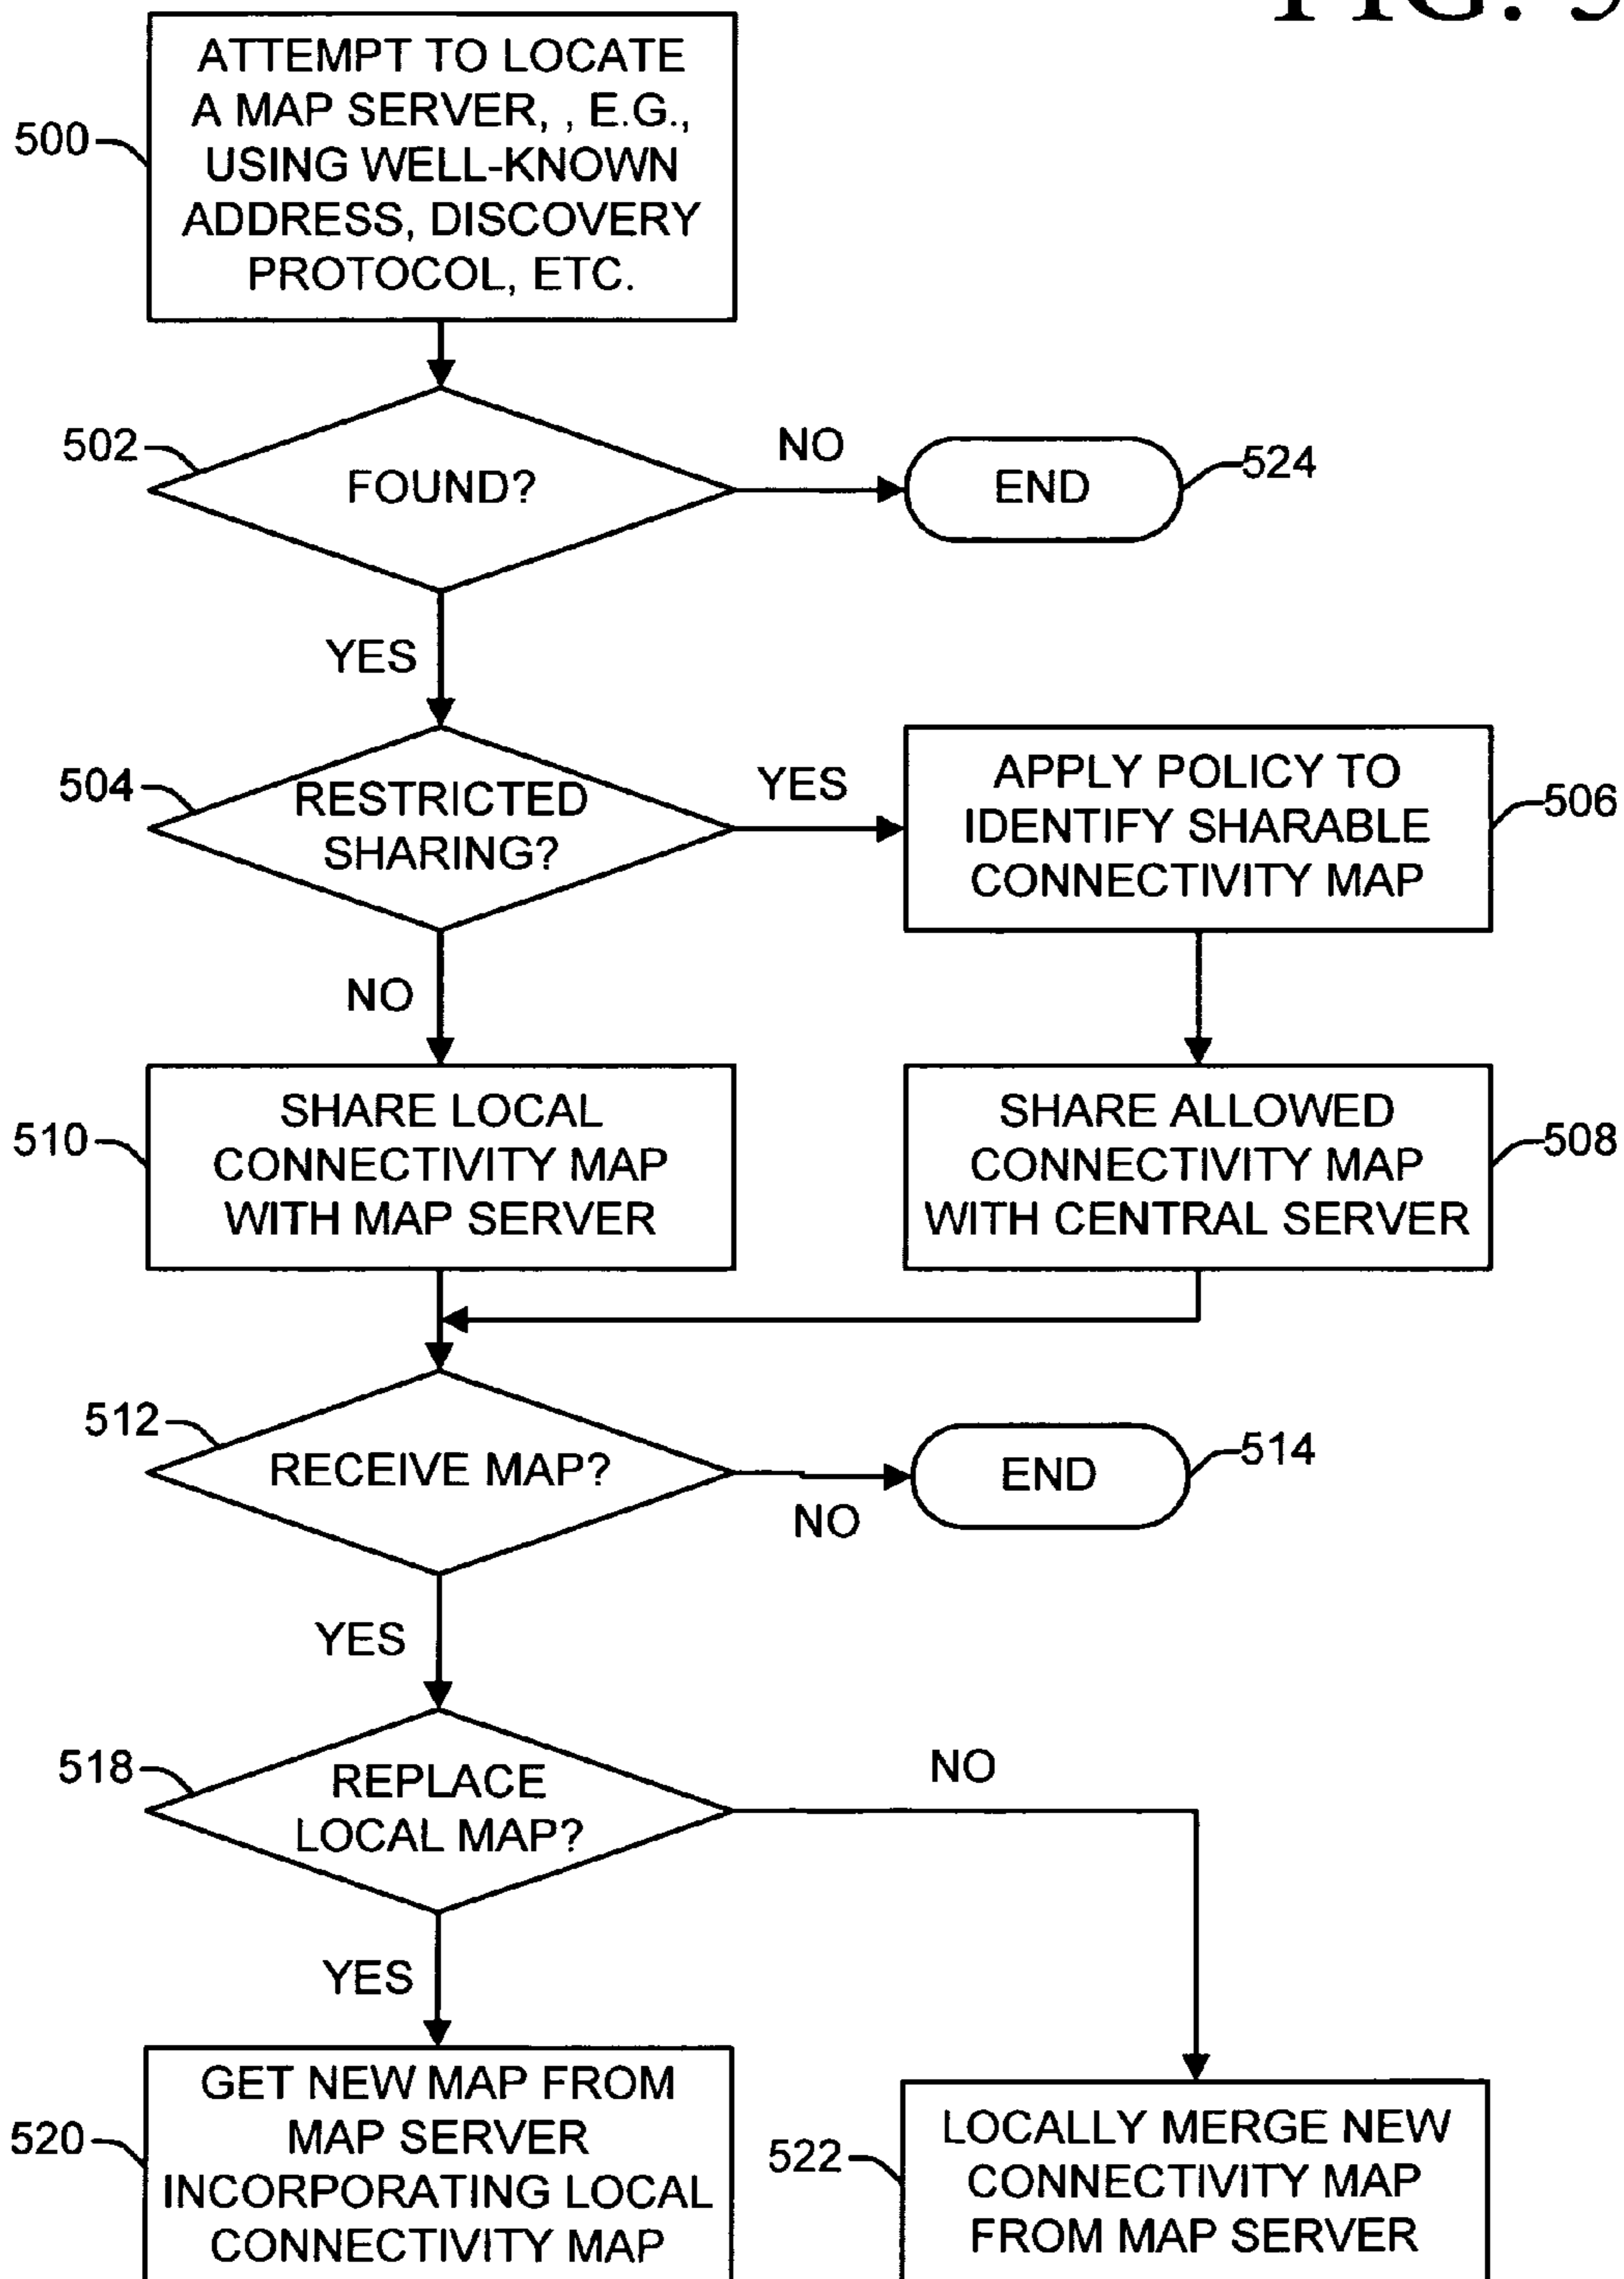 FIG. 5
500
ATTEMPT TO LOCATE
A MAP SERVER, , E.G.,
USING WELL-KNOWN
ADDRESS, DISCOVERY
PROTOCOL, ETC.
502
FOUND?
NO
END
524
YES
504
RESTRICTED
SHARING?
YES
APPLY POLICY TO
IDENTIFY SHARABLE
CONNECTIVITY MAP
506
NO
510
SHARE LOCAL
CONNECTIVITY MAP
WITH MAP SERVER
SHARE ALLOWED
CONNECTIVITY MAP
WITH CENTRAL SERVER
508
512
RECEIVE MAP?
NO
END
514
YES
518
REPLACE
LOCAL MAP?
NO
YES
520
GET NEW MAP FROM
MAP SERVER
INCORPORATING LOCAL
CONNECTIVITY MAP
522
LOCALLY MERGE NEW
CONNECTIVITY MAP
FROM MAP SERVER